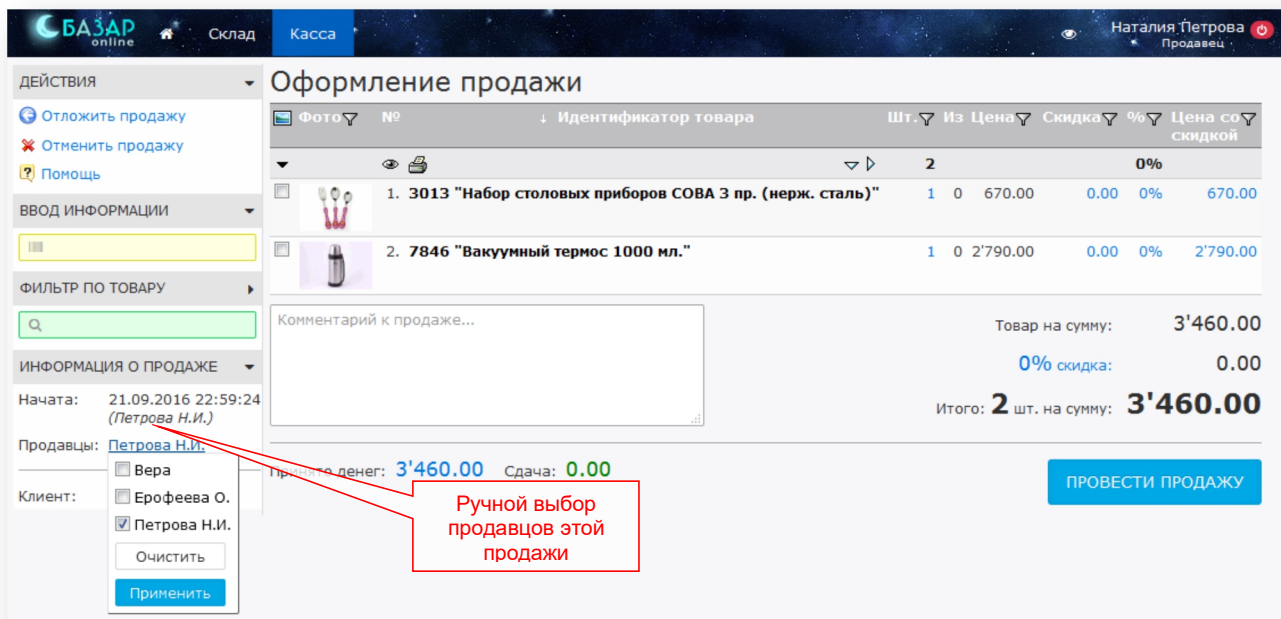 БАЗАР
online
Склад
Касса
Наталия Петрова
Продавец
ДЕЙСТВИЯ
Отложить продажу
Отменить продажу
Помощь
ВВОД ИНФОРМАЦИИ
ФИЛЬТР ПО ТОВАРУ
ИНФОРМАЦИЯ О ПРОДАЖЕ
Начата: 21.09.2016 22:59:24
(Петрова Н.И.)
Продавцы: Петрова Н.И.
Вера
Клиент: Ерофеева О.
Петрова Н.И.
Очистить
Применить
Оформление продажи
Фото № ↓ Идентификатор товара Шт. Из Цена Скидка % Цена со
скидкой
2 0%
1. 3013 "Набор столовых приборов СОВА 3 пр. (нерж. сталь)" 1 0 670.00 0.00 0% 670.00
2. 7846 "Вакуумный термос 1000 мл." 1 0 2'790.00 0.00 0% 2'790.00
Комментарий к продаже...
Товар на сумму: 3'460.00
0% скидка: 0.00
Итого: 2 шт. на сумму: 3'460.00
Принято денег: 3'460.00 Сдача: 0.00
ПРОВЕСТИ ПРОДАЖУ
Ручной выбор
продавцов этой
продажи